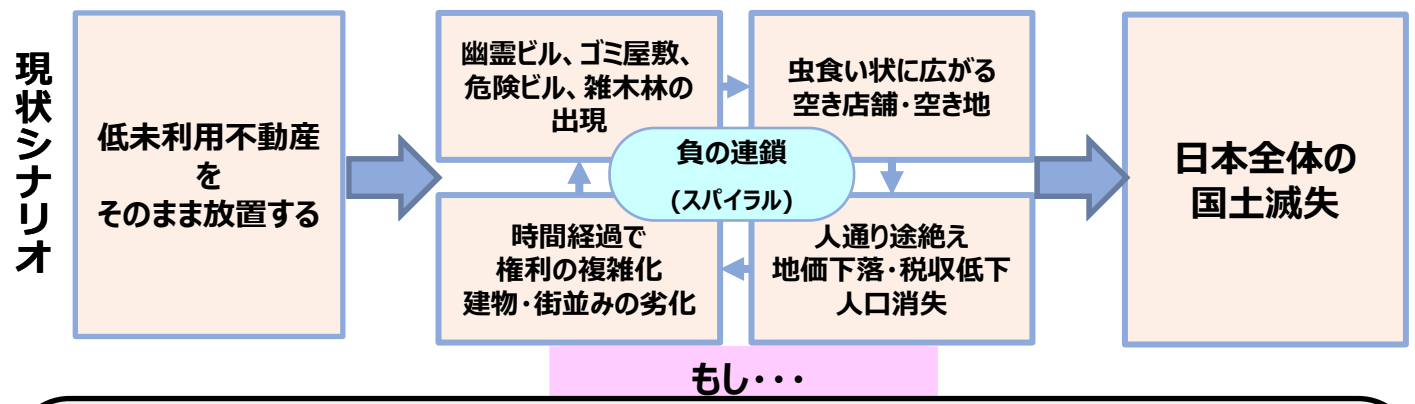 現状シナリオ
低未利用不動産
を
そのまま放置する
幽霊ビル、ゴミ屋敷、
危険ビル、雑木林の
出現
虫食い状に広がる
空き店舗・空き地
負の連鎖
(スパイラル)
時間経過で
権利の複雑化
建物・街並みの劣化
人通り途絶え
地価下落・税収低下
人口消失
日本全体の
国土滅失
もし・・・